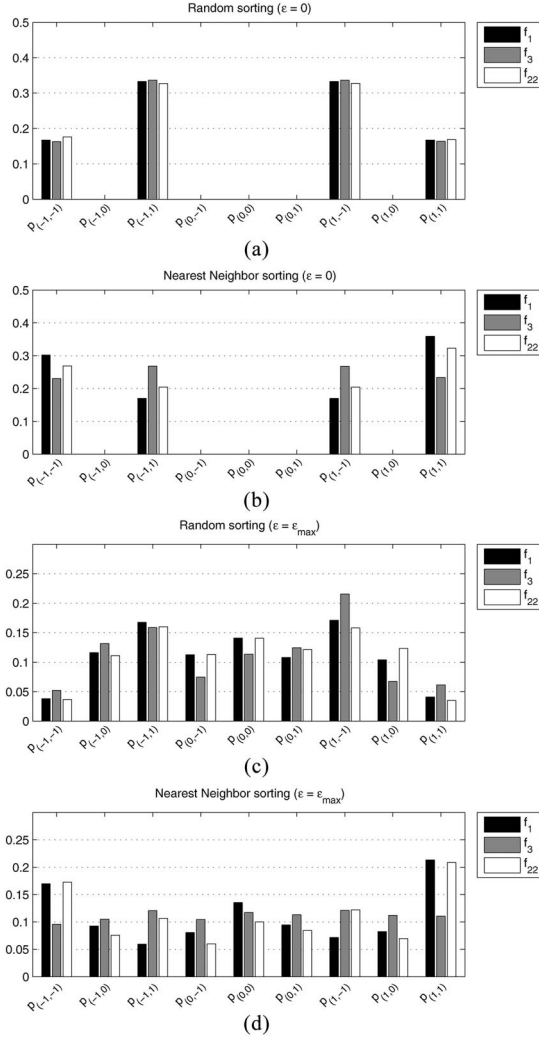 Random sorting (ε = 0)
0.5
0.4
0.3
0.2
0.1
0
p(−1,−1) p(−1,0) p(−1,1) p(0,−1) p(0,0) p(0,1) p(1,−1) p(1,0) p(1,1)
f1
f3
f22
(a)
Nearest Neighbor sorting (ε = 0)
0.5
0.4
0.3
0.2
0.1
0
p(−1,−1) p(−1,0) p(−1,1) p(0,−1) p(0,0) p(0,1) p(1,−1) p(1,0) p(1,1)
f1
f3
f22
(b)
Random sorting (ε = εmax)
0.25
0.2
0.15
0.1
0.05
0
p(−1,−1) p(−1,0) p(−1,1) p(0,−1) p(0,0) p(0,1) p(1,−1) p(1,0) p(1,1)
f1
f3
f22
(c)
Nearest Neighbor sorting (ε = εmax)
0.25
0.2
0.15
0.1
0.05
0
p(−1,−1) p(−1,0) p(−1,1) p(0,−1) p(0,0) p(0,1) p(1,−1) p(1,0) p(1,1)
f1
f3
f22
(d)